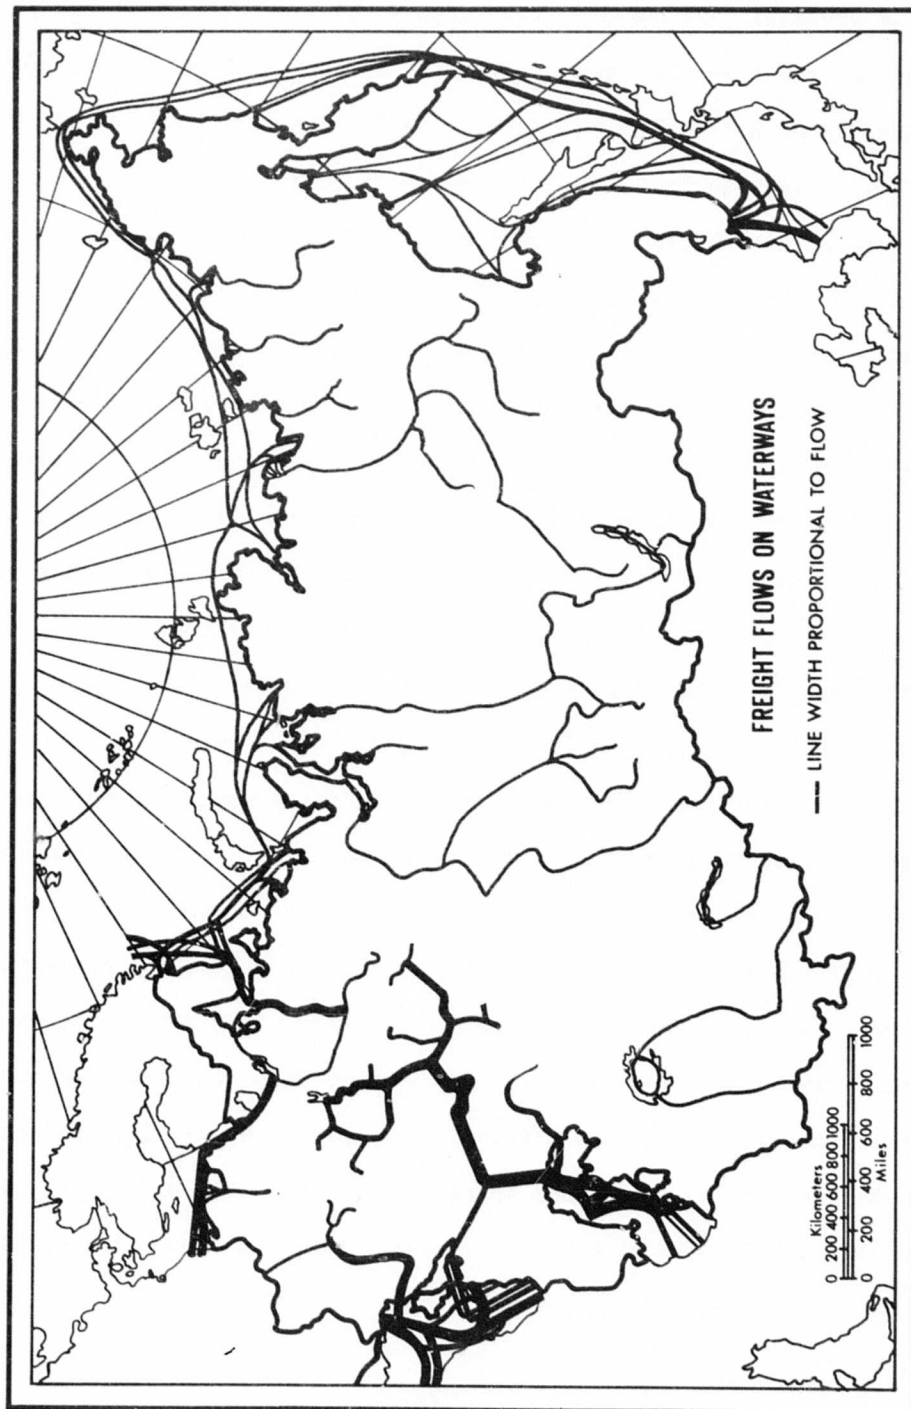 FREIGHT FLOWS ON WATERWAYS
LINE WIDTH PROPORTIONAL TO FLOW
Kilometers
0 200 400 600 800 1000
0 200 400 600 800 1000
Miles